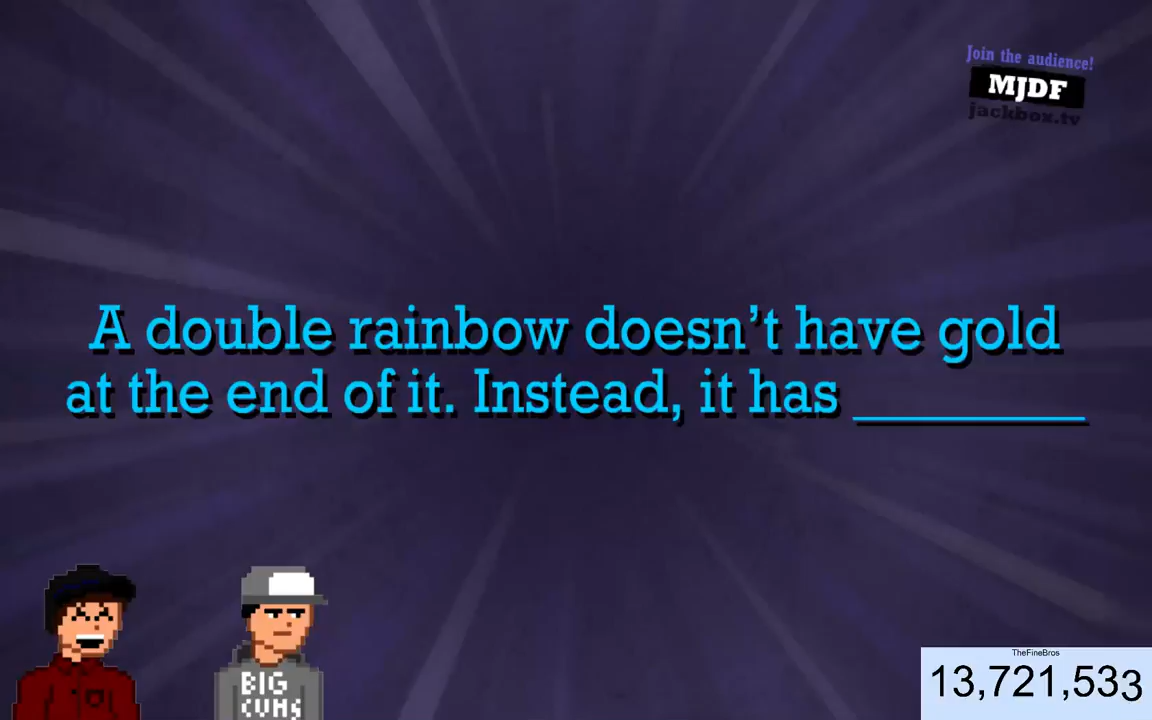 Join the audience!
MJDF
jackbox.tv
A double rainbow doesn't have gold
at the end of it. Instead, it has ________
BIG
CUMS
TheFineBros
13,721,533